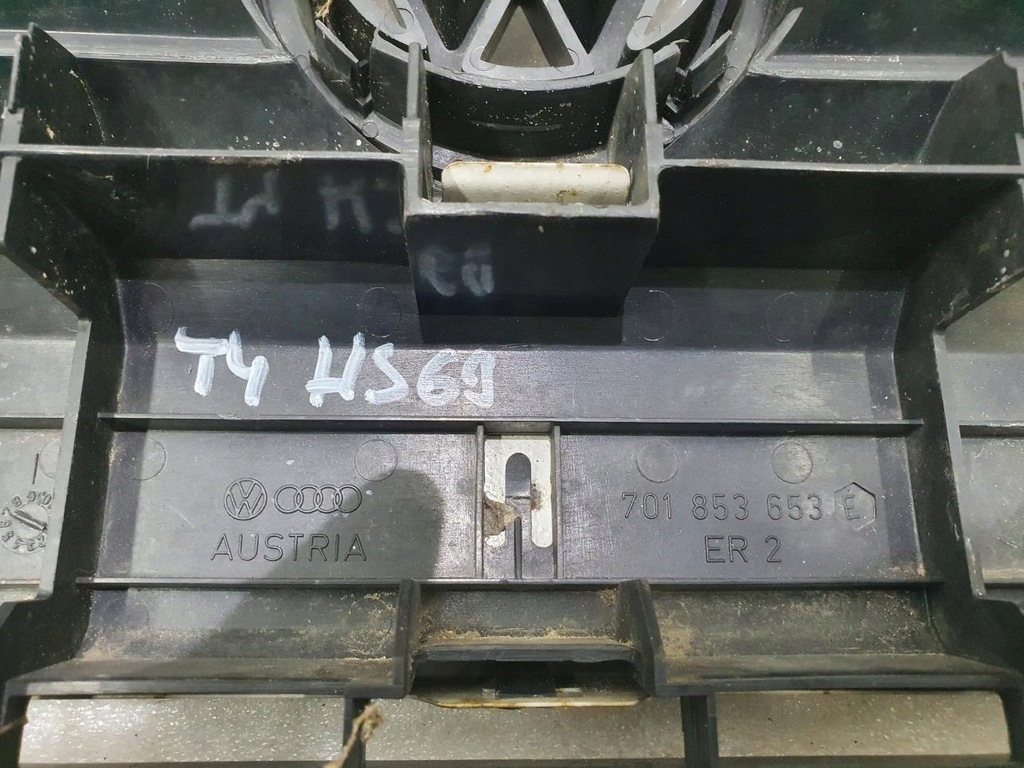 T4 HS69
AUSTRIA
701 853 653 E
ER 2